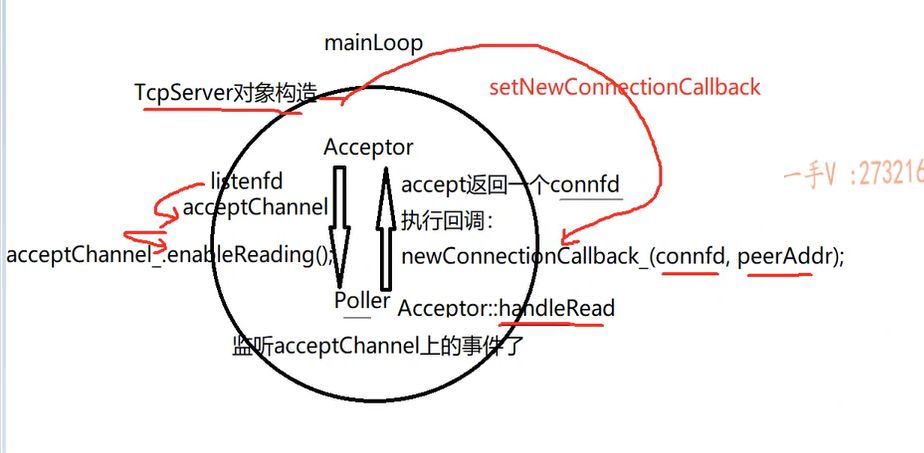 mainLoop
TcpServer对象构造
setNewConnectionCallback
Acceptor
listenfd
acceptChannel
accept返回一个connfd
执行回调：
acceptChannel_.enableReading();
newConnectionCallback_(connfd, peerAddr);
Poller
Acceptor::handleRead
监听acceptChannel上的事件了
一手V :273216